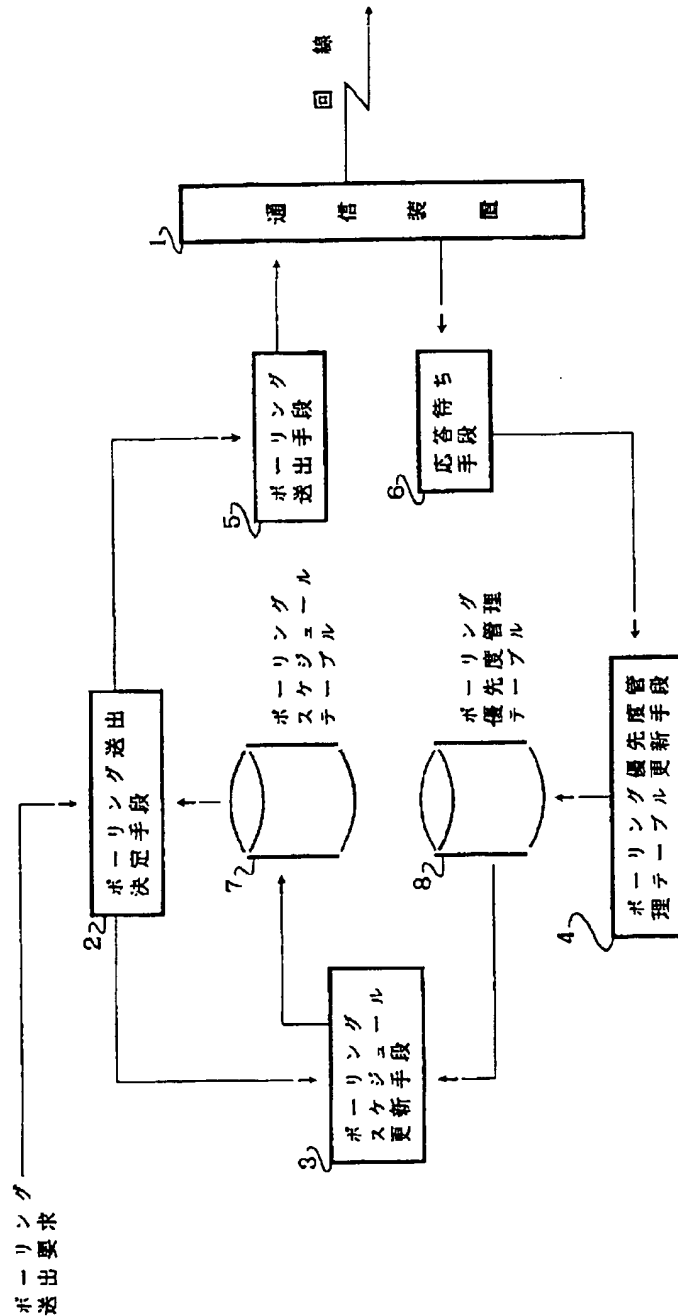 ポーリング
送出要求
2
ポーリング送出
決定手段
5
ポーリング
送出手段
1
通信装置
回線
3
ポーリング
スケジュール
更新手段
7
ポーリング
スケジュール
テーブル
8
ポーリング
優先度管理
テーブル
6
応答待ち
手段
4
ポーリング優先度管
理テーブル更新手段